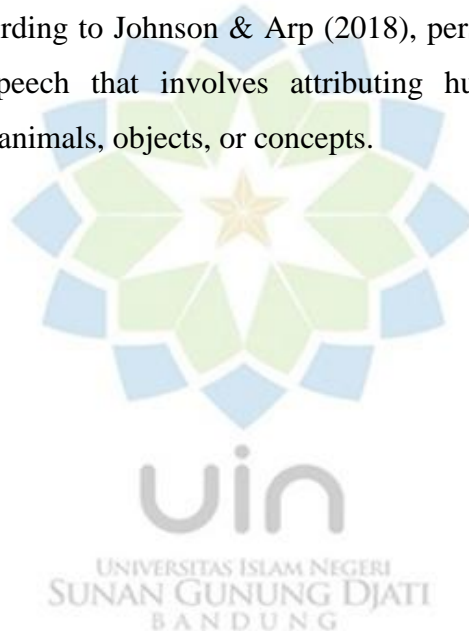 rding to Johnson & Arp (2018), per
peech that involves attributing hu
animals, objects, or concepts.
uin
UNIVERSITAS ISLAM NEGERI
SUNAN GUNUNG DJATI
BANDUNG